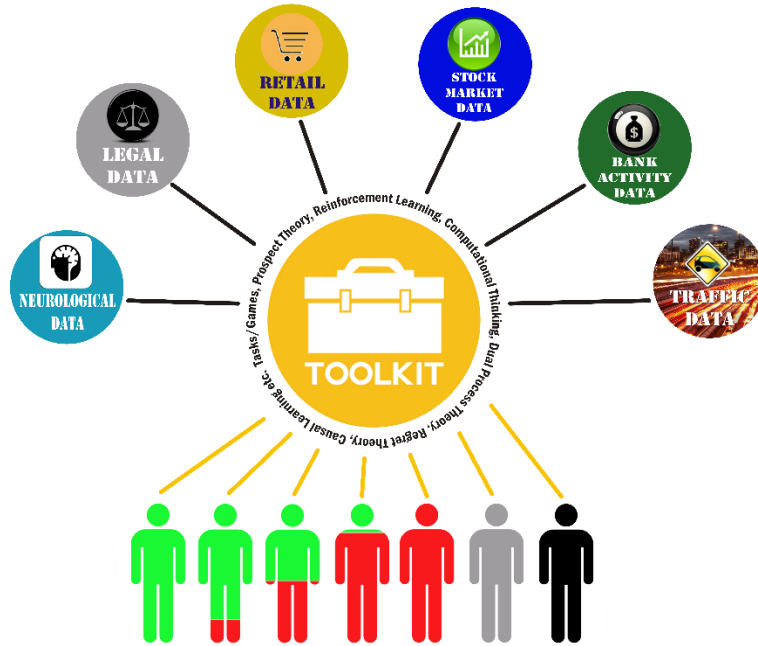 RETAIL
DATA
STOCK
MARKET
DATA
LEGAL
DATA
BANK
ACTIVITY
DATA
NEUROLOGICAL
DATA
TRAFFIC
DATA
Tasks/Games, Prospect Theory, Reinforcement Learning, Computational Thinking, Dual Process Theory, Regret Theory, Causal Learning etc.
TOOLKIT